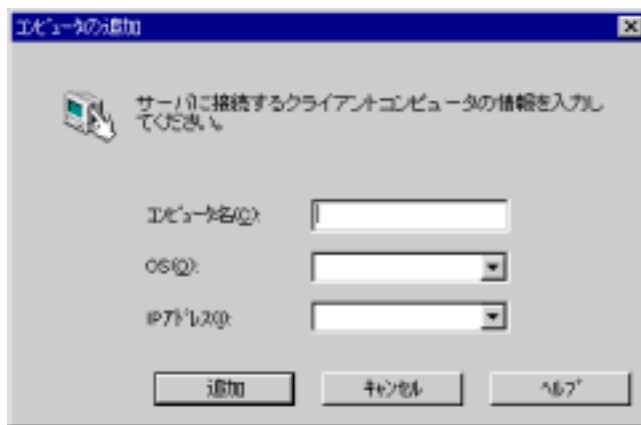 コンピュータの追加
サーバに接続するクライアントコンピュータの情報を入力し
てください。
コンピュータ名(C):
OS(O):
IPアドレス(I):
追加
キャンセル
ヘルプ